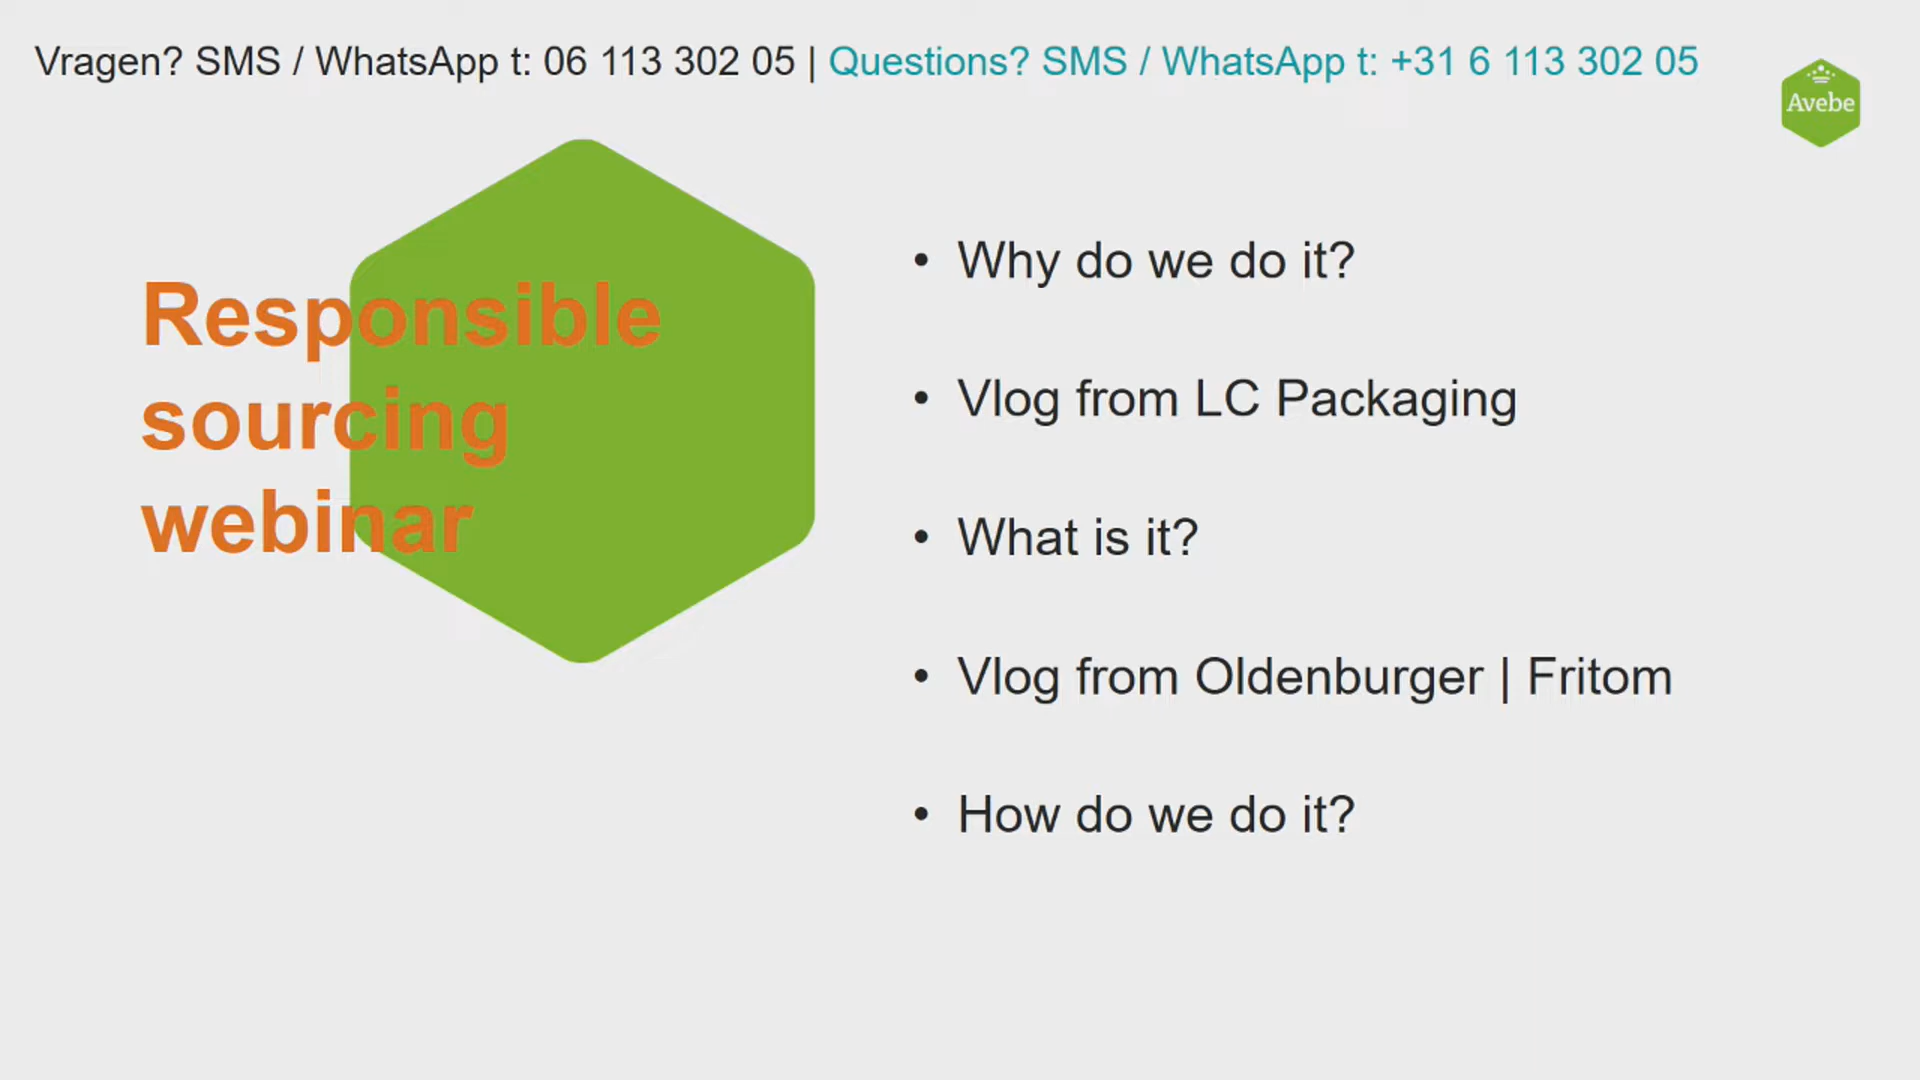 Vragen? SMS / WhatsApp t: 06 113 302 05 | Questions? SMS / WhatsApp t: +31 6 113 302 05
Avebe
Responsible
sourcing
webinar
• Why do we do it?
• Vlog from LC Packaging
• What is it?
• Vlog from Oldenburger | Fritom
• How do we do it?